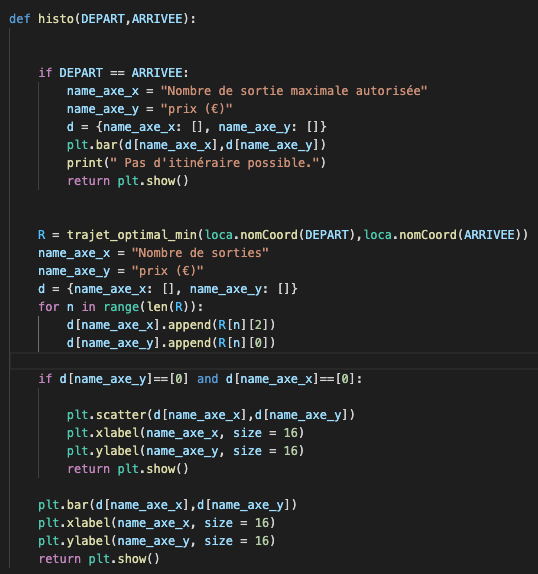 def histo(DEPART,ARRIVEE):
if DEPART == ARRIVEE:
name_axe_x = "Nombre de sortie maximale autorisée"
name_axe_y = "prix (€)"
d = {name_axe_x: [], name_axe_y: []}
plt.bar(d[name_axe_x],d[name_axe_y])
print(" Pas d'itinéraire possible.")
return plt.show()
R = trajet_optimal_min(loca.nomCoord(DEPART),loca.nomCoord(ARRIVEE))
name_axe_x = "Nombre de sorties"
name_axe_y = "prix (€)"
d = {name_axe_x: [], name_axe_y: []}
for n in range(len(R)):
d[name_axe_x].append(R[n][2])
d[name_axe_y].append(R[n][0])
if d[name_axe_y]==[0] and d[name_axe_x]==[0]:
plt.scatter(d[name_axe_x],d[name_axe_y])
plt.xlabel(name_axe_x, size = 16)
plt.ylabel(name_axe_y, size = 16)
return plt.show()
plt.bar(d[name_axe_x],d[name_axe_y])
plt.xlabel(name_axe_x, size = 16)
plt.ylabel(name_axe_y, size = 16)
return plt.show()